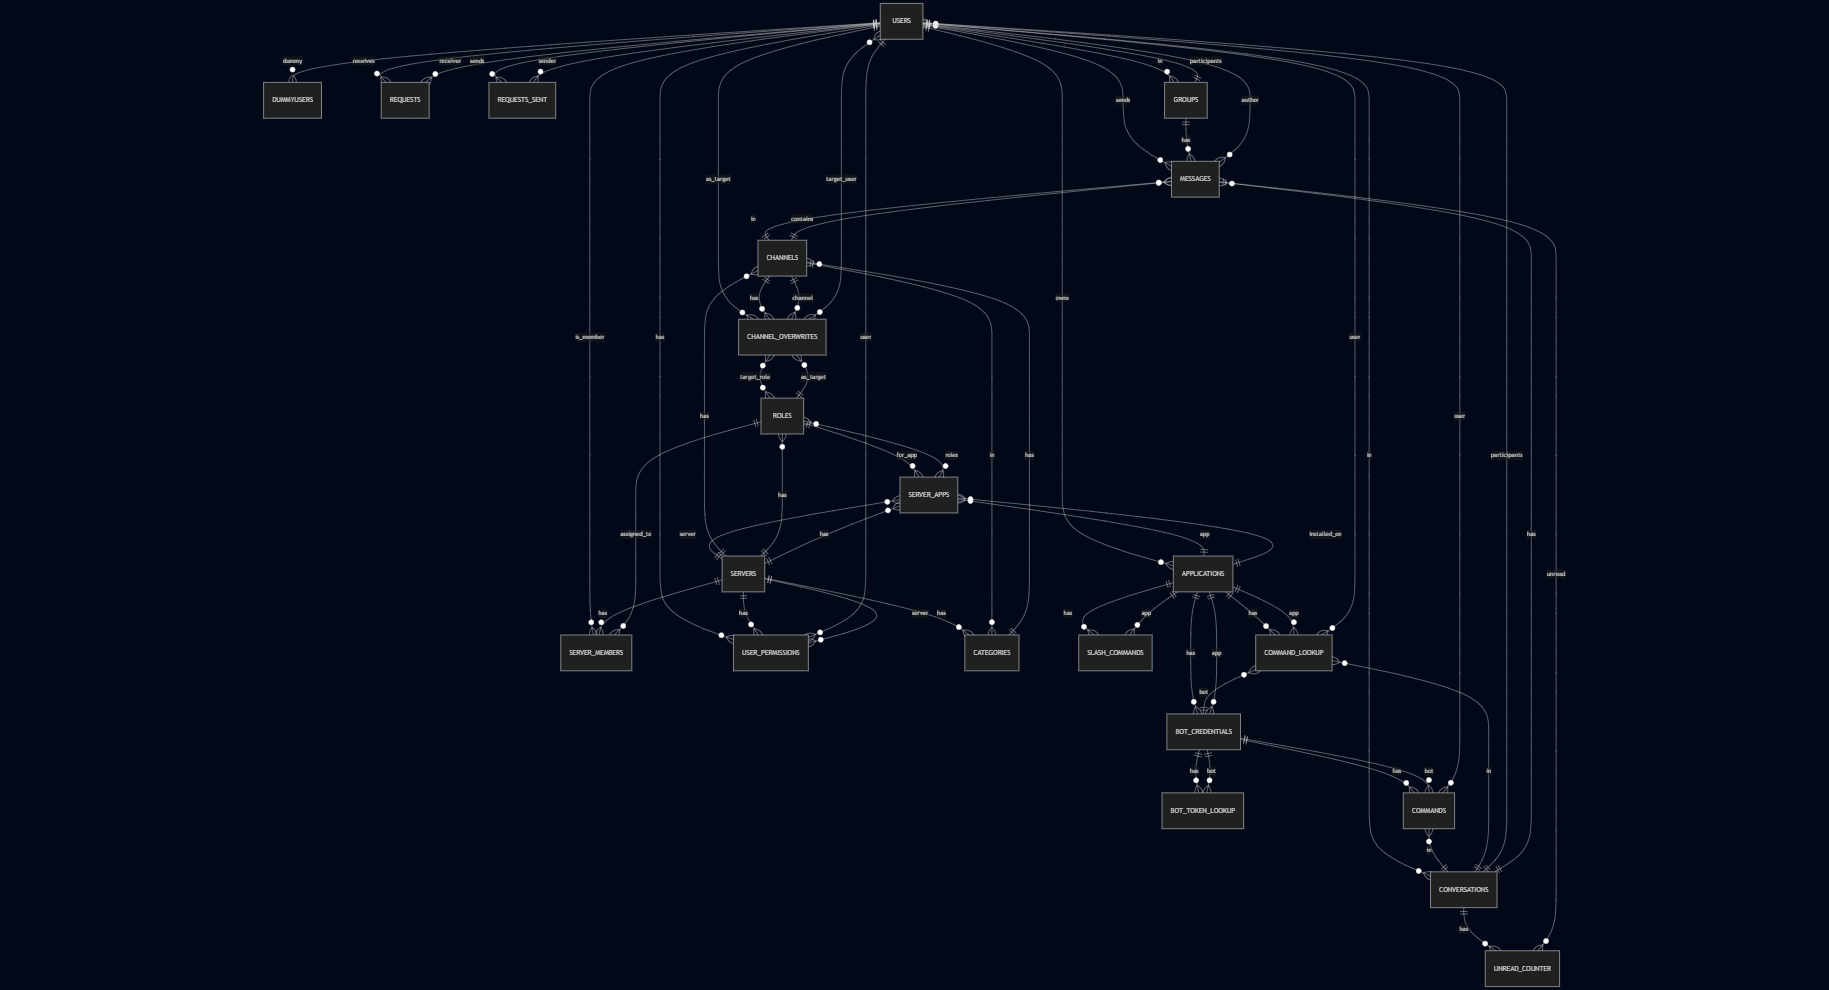 USERS
dummy
receives
receiver
sends
sender
in
participants
DUMMYUSERS
REQUESTS
REQUESTS_SENT
sends
GROUPS
author
has
as_target
target_user
MESSAGES
in
contains
CHANNELS
has
channel
owns
is_member
has
CHANNEL_OVERWRITES
user
user
target_role
as_target
has
ROLES
user
for_app
roles
in
has
in
participants
has
SERVER_APPS
assigned_to
server
has
app
installed_on
has
SERVERS
APPLICATIONS
unread
has
has
server
has
has
app
has
app
SERVER_MEMBERS
USER_PERMISSIONS
CATEGORIES
SLASH_COMMANDS
has
app
COMMAND_LOOKUP
bot
BOT_CREDENTIALS
has
bot
has
bot
in
BOT_TOKEN_LOOKUP
COMMANDS
in
CONVERSATIONS
has
UNREAD_COUNTER